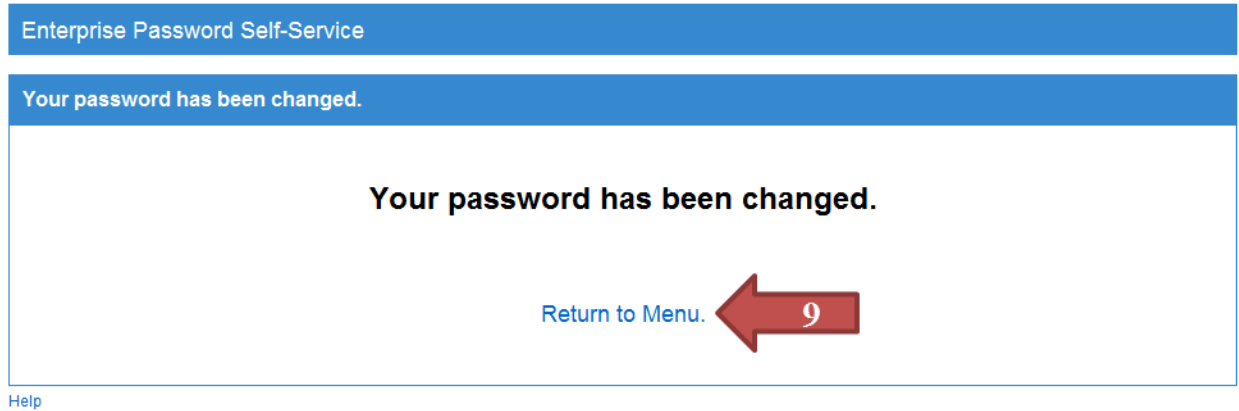 Enterprise Password Self-Service
Your password has been changed.
Your password has been changed.
Return to Menu. 9
Help